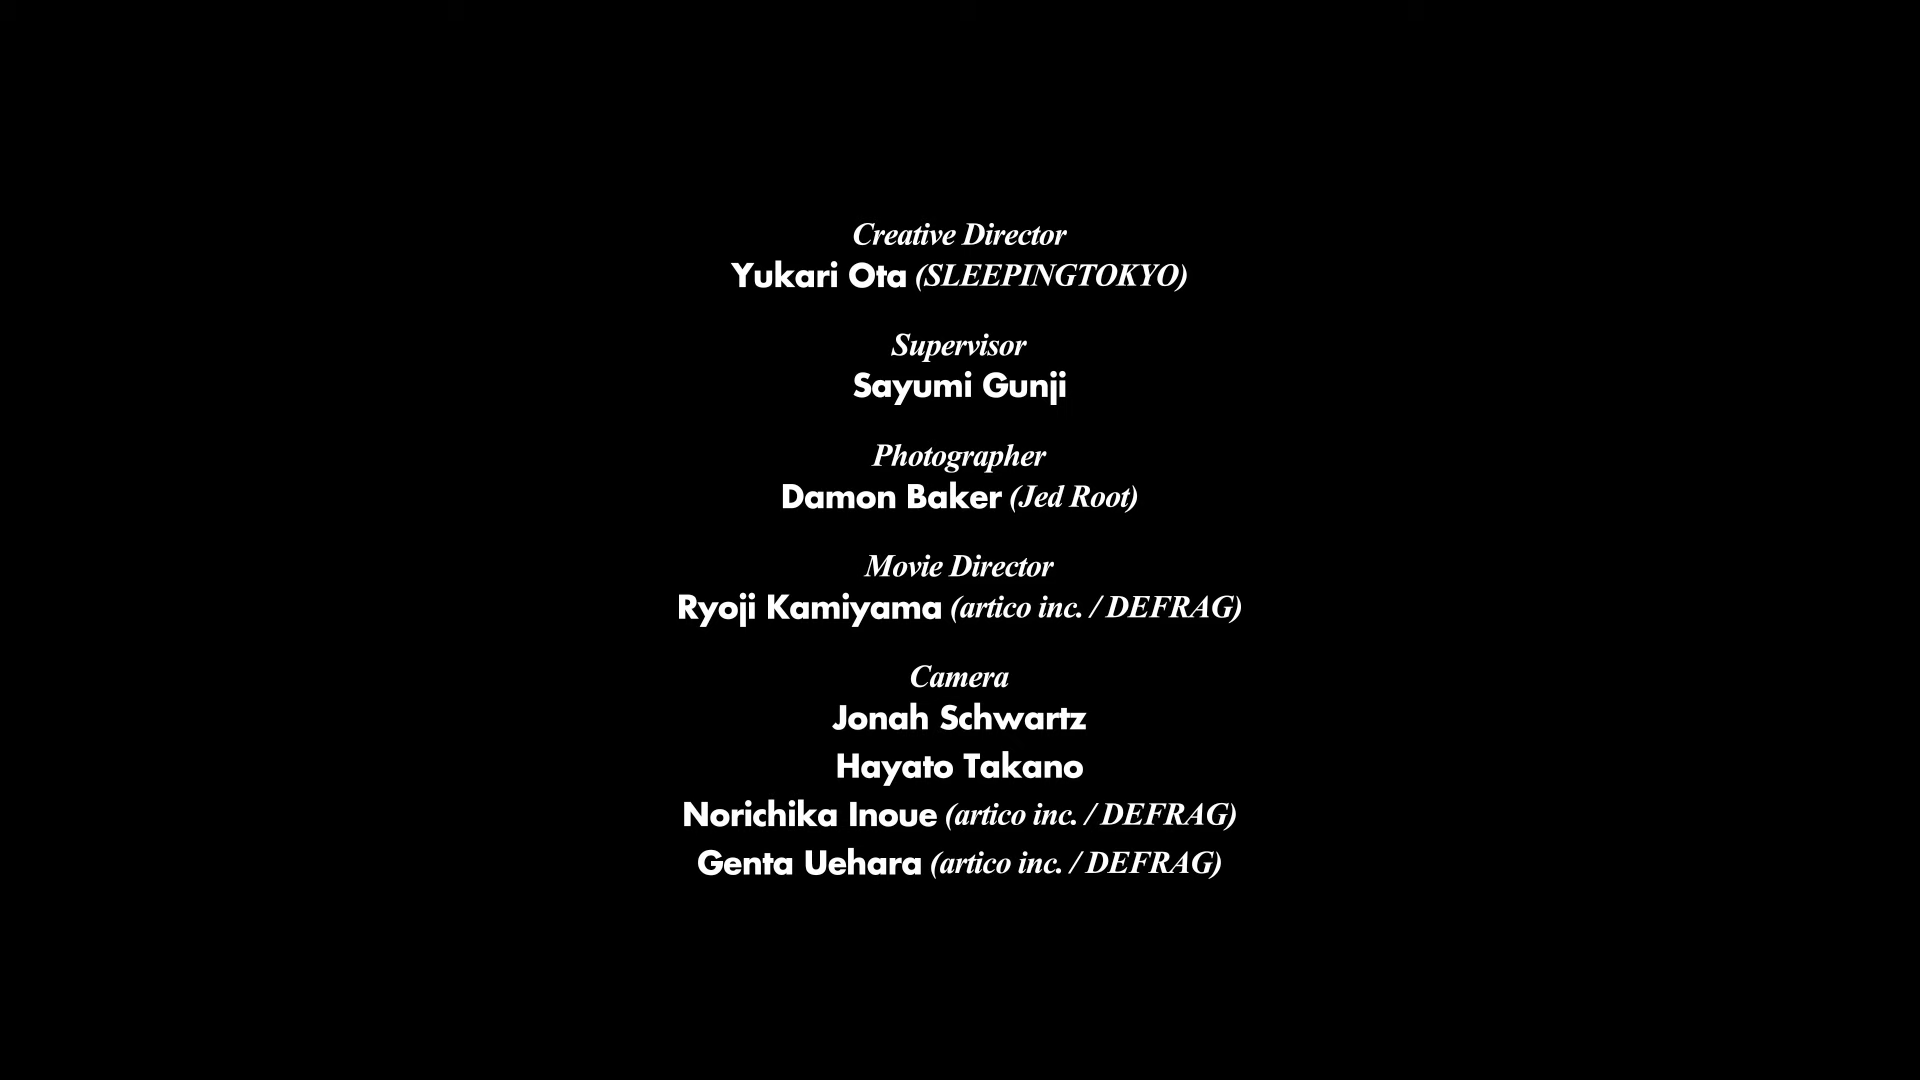 Creative Director
Yukari Ota (SLEEPINGTOKYO)
Supervisor
Sayumi Gunji
Photographer
Damon Baker (Jed Root)
Movie Director
Ryoji Kamiyama (artico inc. / DEFRAG)
Camera
Jonah Schwartz
Hayato Takano
Norichika Inoue (artico inc. / DEFRAG)
Genta Uehara (artico inc. / DEFRAG)